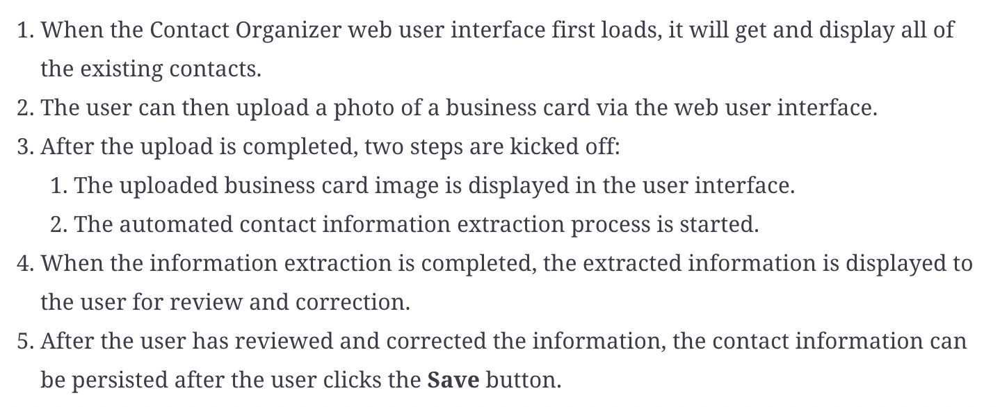 1. When the Contact Organizer web user interface first loads, it will get and display all of
the existing contacts.
2. The user can then upload a photo of a business card via the web user interface.
3. After the upload is completed, two steps are kicked off:
1. The uploaded business card image is displayed in the user interface.
2. The automated contact information extraction process is started.
4. When the information extraction is completed, the extracted information is displayed to
the user for review and correction.
5. After the user has reviewed and corrected the information, the contact information can
be persisted after the user clicks the Save button.